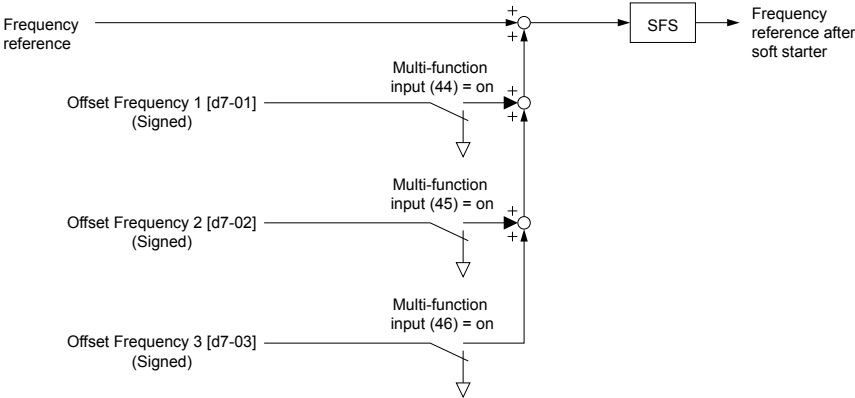 Frequency
reference
+
+
SFS
Frequency
reference after
soft starter
Multi-function
input (44) = on
Offset Frequency 1 [d7-01]
(Signed)
+
+
Multi-function
input (45) = on
Offset Frequency 2 [d7-02]
(Signed)
+
+
Multi-function
input (46) = on
Offset Frequency 3 [d7-03]
(Signed)